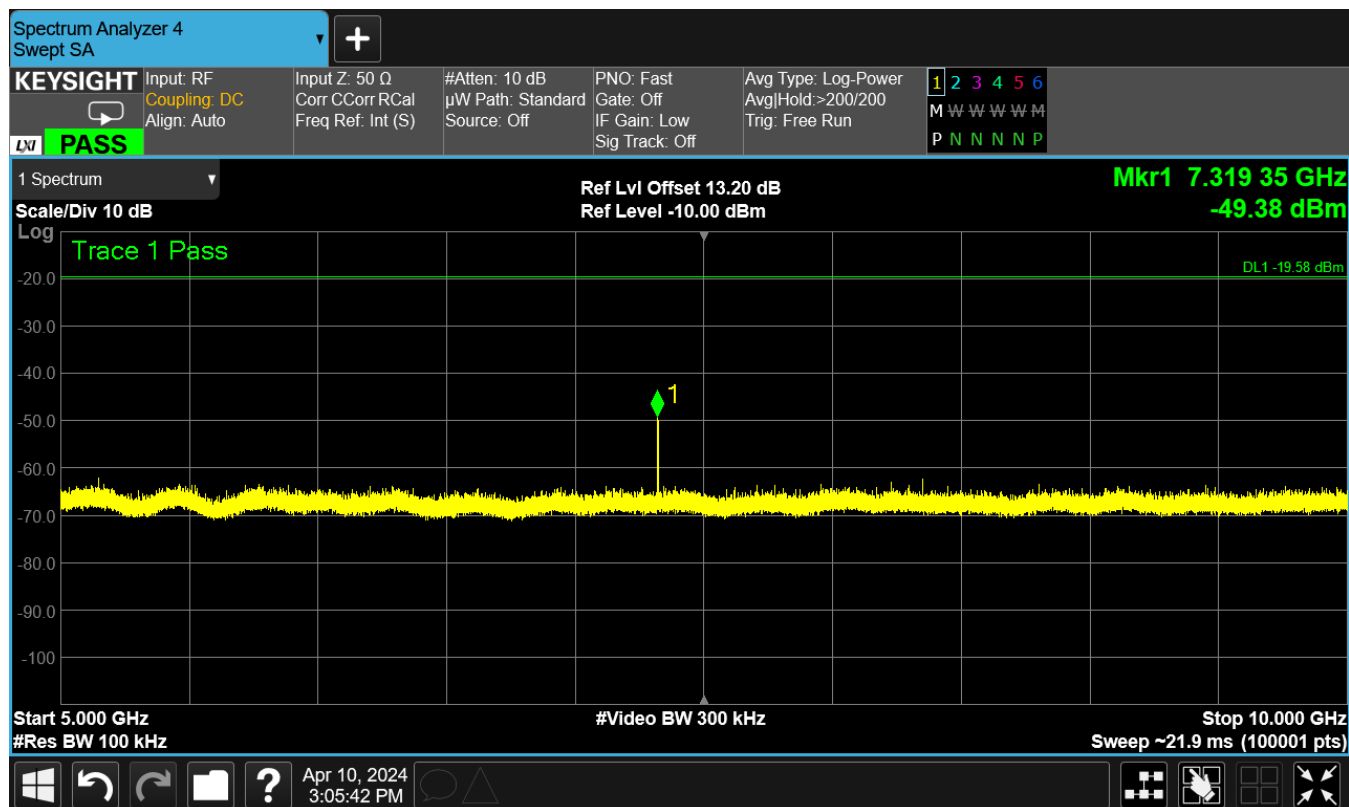 Spectrum Analyzer 4
Swept SA
KEYSIGHT
LXI
PASS
Input: RF
Coupling: DC
Align: Auto
Input Z: 50 Ω
Corr CCorr RCal
Freq Ref: Int (S)
#Atten: 10 dB
µW Path: Standard
Source: Off
PNO: Fast
Gate: Off
IF Gain: Low
Sig Track: Off
Avg Type: Log-Power
Avg|Hold:>200/200
Trig: Free Run
1 2 3 4 5 6
M W W W W M
P N N N N P
1 Spectrum
Scale/Div 10 dB
Log
Ref Lvl Offset 13.20 dB
Ref Level -10.00 dBm
Mkr1 7.319 35 GHz
-49.38 dBm
Trace 1 Pass
DL1 -19.58 dBm
-20.0
-30.0
-40.0
1
-50.0
-60.0
-70.0
-80.0
-90.0
-100
Start 5.000 GHz
#Res BW 100 kHz
#Video BW 300 kHz
Stop 10.000 GHz
Sweep ~21.9 ms (100001 pts)
?
Apr 10, 2024
3:05:42 PM